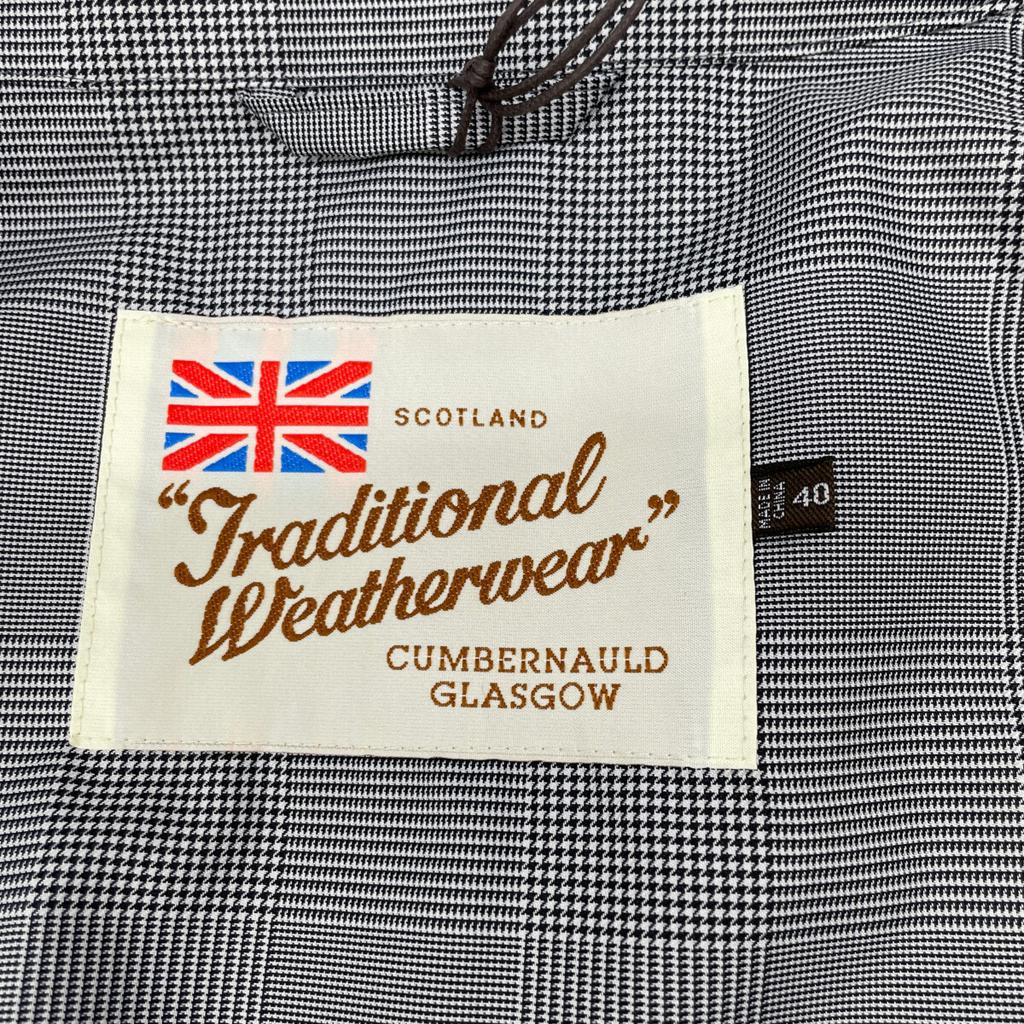 SCOTLAND
“Traditional
Weatherwear”
CUMBERNAULD
GLASGOW
MADE IN
CHINA
40